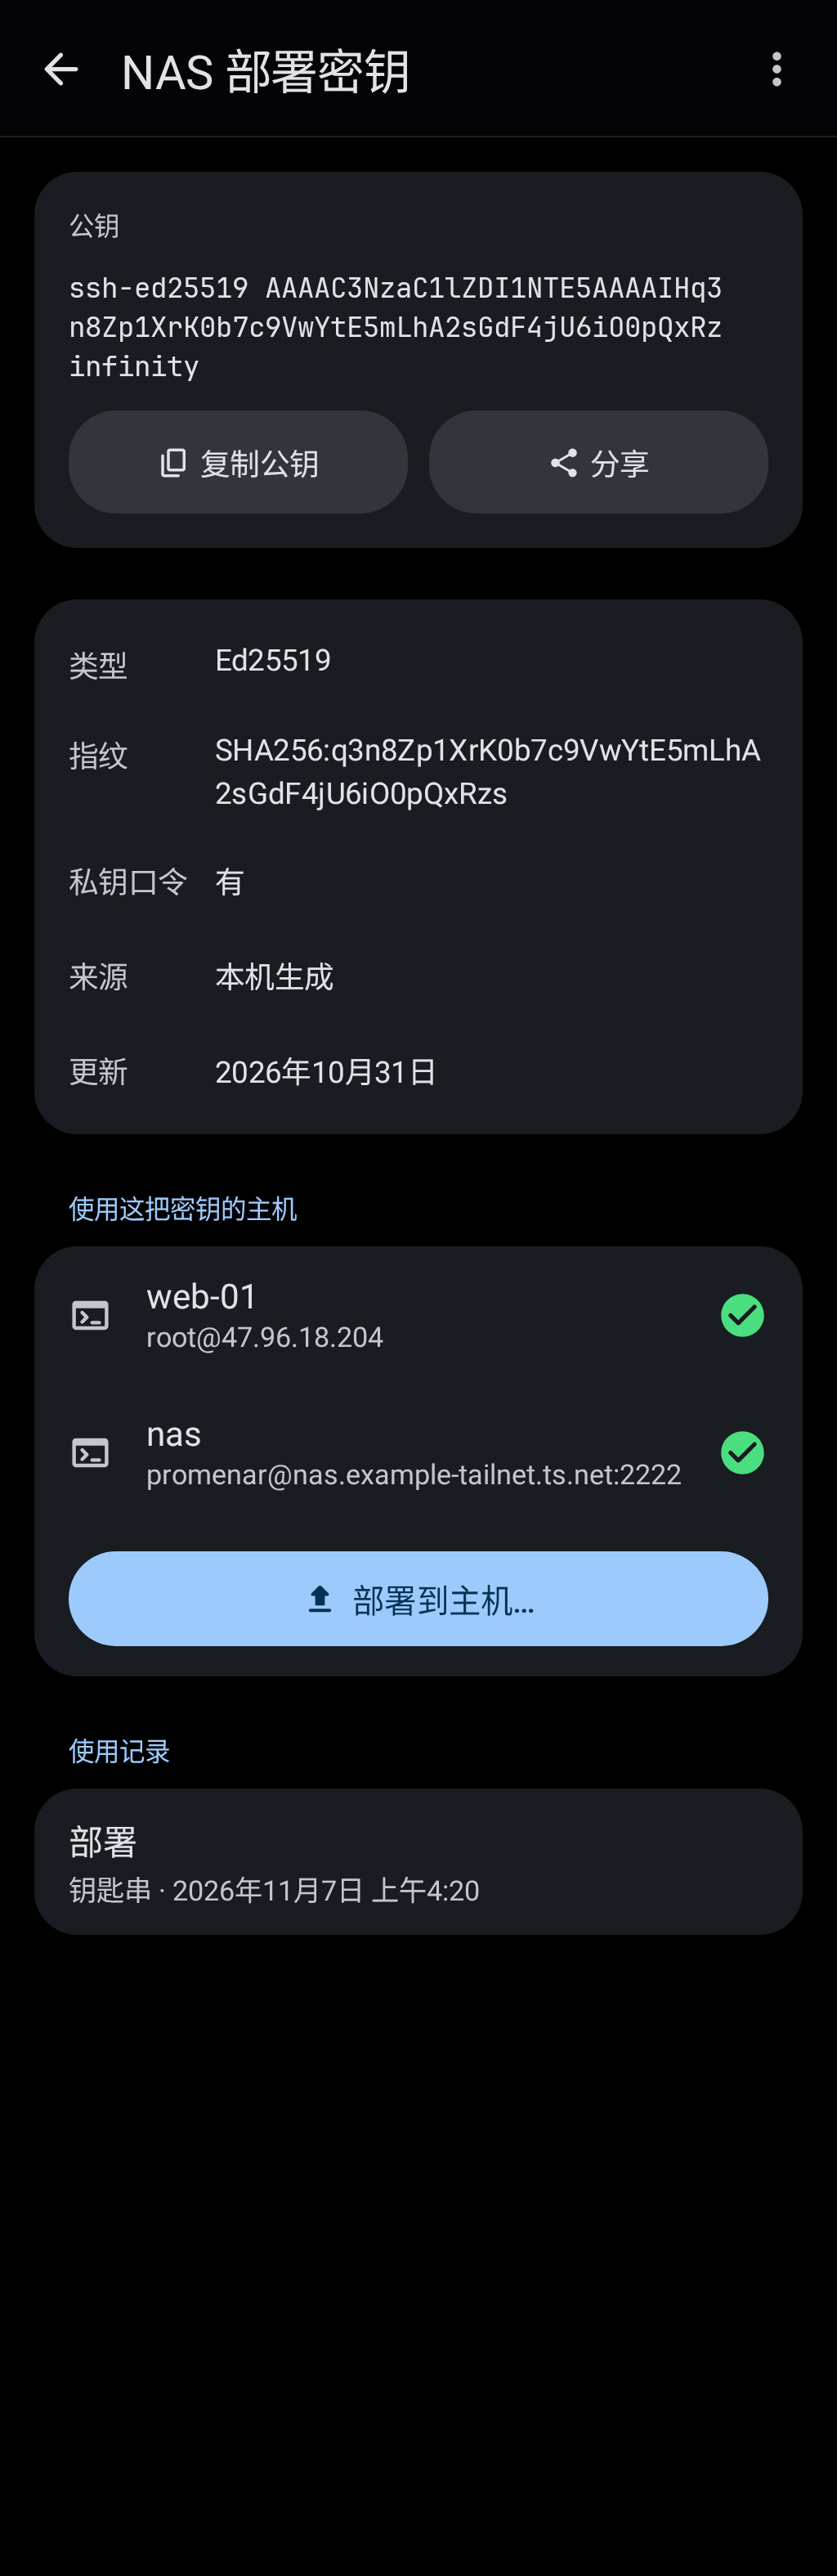 NAS 部署密钥
公钥
ssh-ed25519 AAAAC3NzaC1lZDI1NTE5AAAAIHq3
n8Zp1XrK0b7c9VwYtE5mLhA2sGdF4jU6iO0pQxRz
infinity
复制公钥
分享
类型 Ed25519
指纹 SHA256:q3n8Zp1XrK0b7c9VwYtE5mLhA
2sGdF4jU6iO0pQxRzs
私钥口令 有
来源 本机生成
更新 2026年10月31日
使用这把密钥的主机
web-01
root@47.96.18.204
nas
promenar@nas.example-tailnet.ts.net:2222
部署到主机…
使用记录
部署
钥匙串 · 2026年11月7日 上午4:20